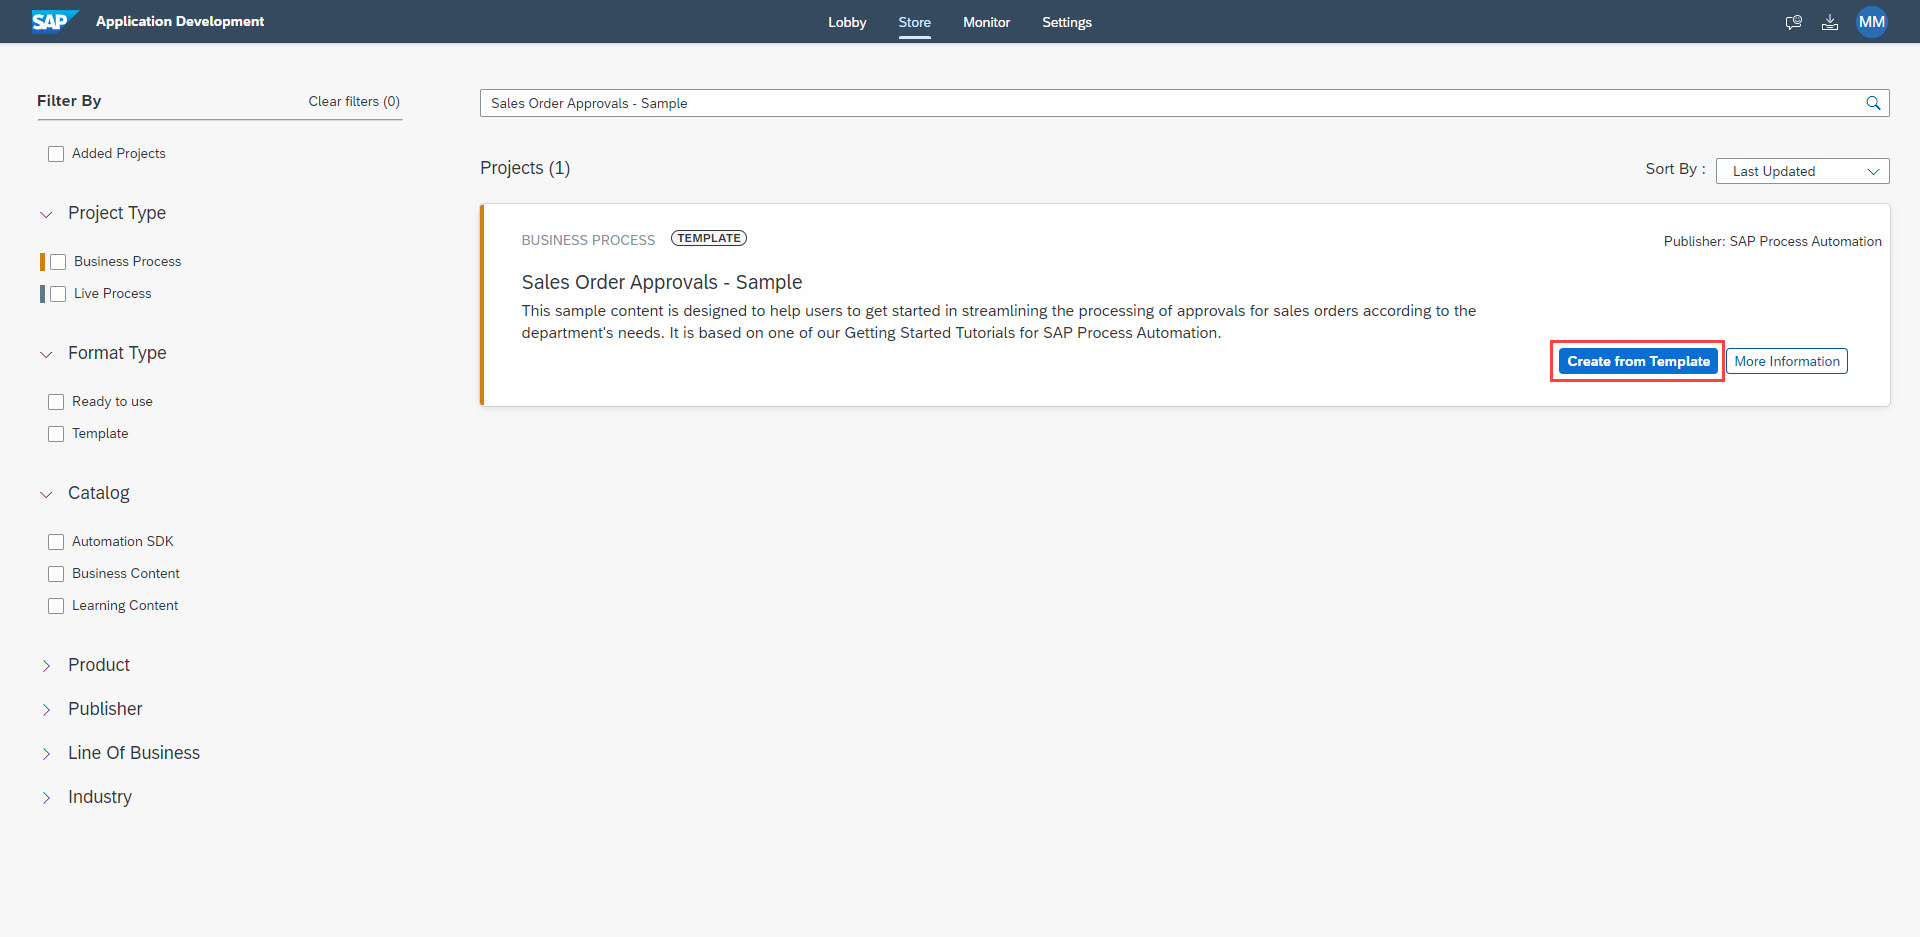 SAP Application Development Lobby Store Monitor Settings MM
Filter By Clear filters (0)
Added Projects
Project Type
Business Process
Live Process
Format Type
Ready to use
Template
Catalog
Automation SDK
Business Content
Learning Content
Product
Publisher
Line Of Business
Industry
Sales Order Approvals - Sample
Projects (1) Sort By : Last Updated
BUSINESS PROCESS TEMPLATE Publisher: SAP Process Automation
Sales Order Approvals - Sample
This sample content is designed to help users to get started in streamlining the processing of approvals for sales orders according to the
department's needs. It is based on one of our Getting Started Tutorials for SAP Process Automation.
Create from Template More Information